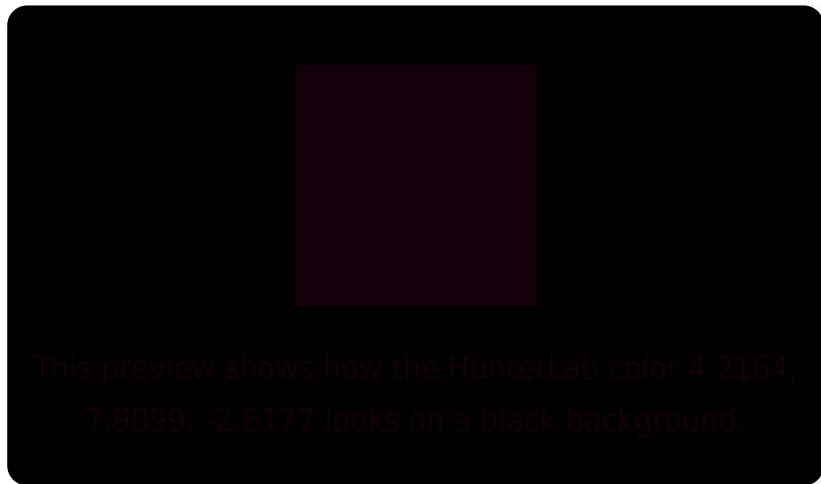 This preview shows how the HunterLab color 4.2164,
7.9099, -2.6177 looks on a black background.